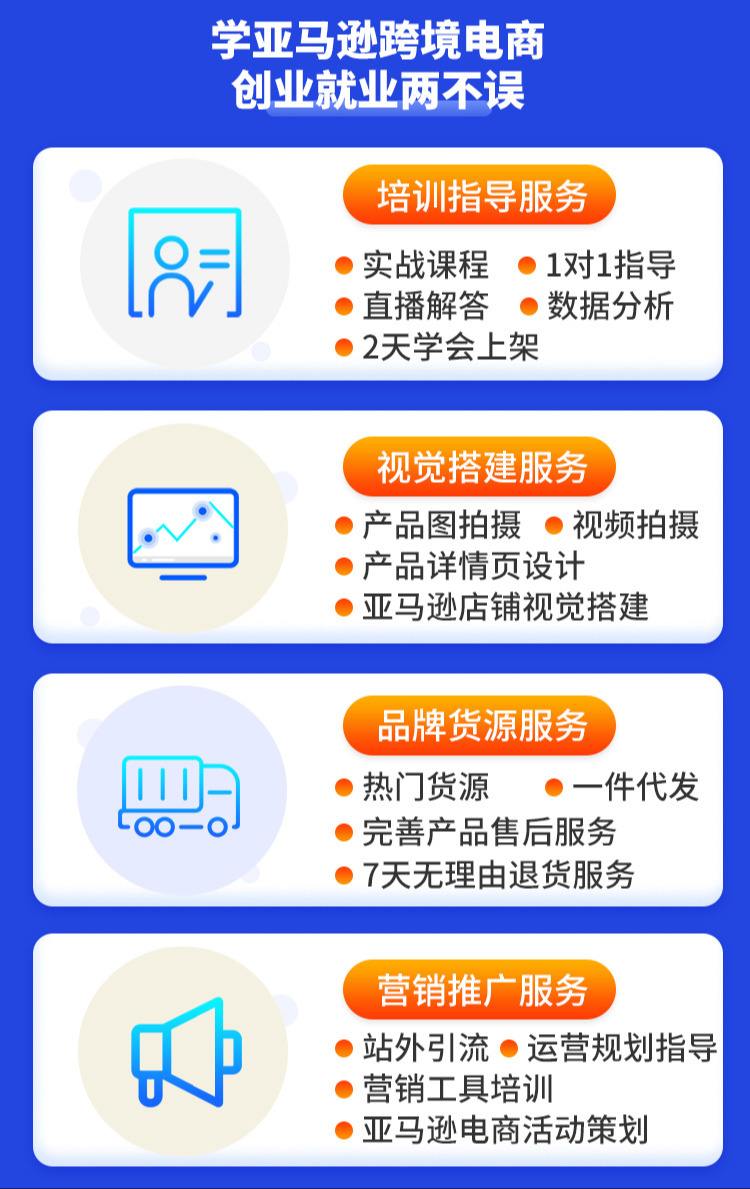 学亚马逊跨境电商
创业就业两不误
培训指导服务
实战课程 1对1指导
直播解答 数据分析
2天学会上架
视觉搭建服务
产品图拍摄 视频拍摄
产品详情页设计
亚马逊店铺视觉搭建
品牌货源服务
热门货源 一件代发
完善产品售后服务
7天无理由退货服务
营销推广服务
站外引流 运营规划指导
营销工具培训
亚马逊电商活动策划